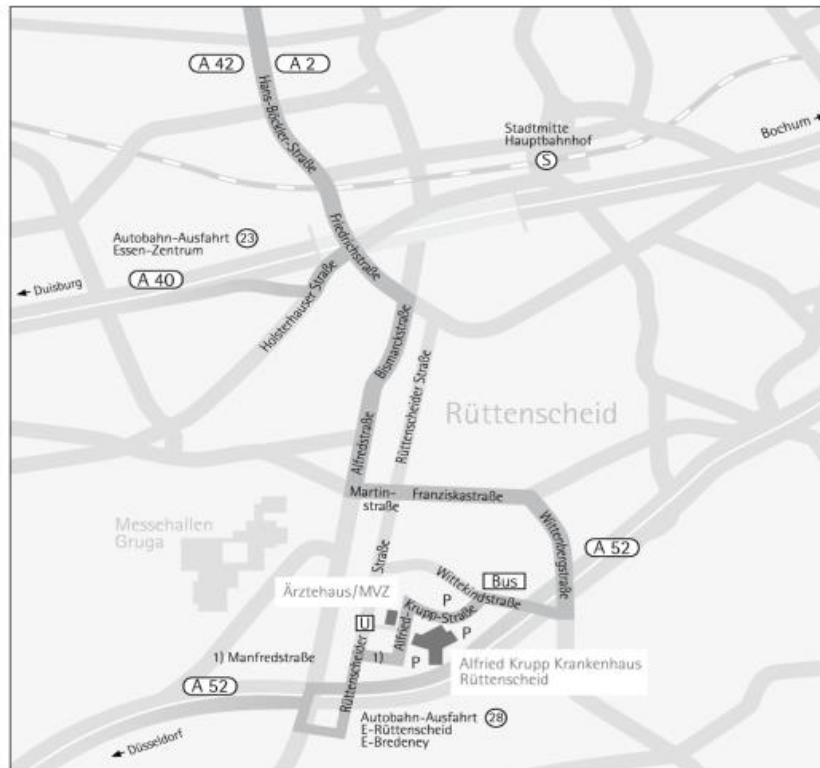 A 42
A 2
Hans-Böckler-Straße
Stadtmitte
Hauptbahnhof
S
Bochum
Autobahn-Ausfahrt 23
Essen-Zentrum
Friedrichstraße
Duisburg
A 40
Holsterhauser Straße
Bismarckstraße
Rüttenscheider Straße
Rüttenscheid
Alfredstraße
Martin-
straße
Franziskastraße
Wittenbergstraße
Messehallen
Gruga
A 52
Straße
Bus
Wittekindstraße
Ärztehaus/MVZ
P
Krupp-Straße
Alfried-
U
P
1) Manfredstraße
Rüttenscheider
1)
P
Alfried Krupp Krankenhaus
Rüttenscheid
A 52
Autobahn-Ausfahrt 28
E-Rüttenscheid
E-Bredeney
Düsseldorf